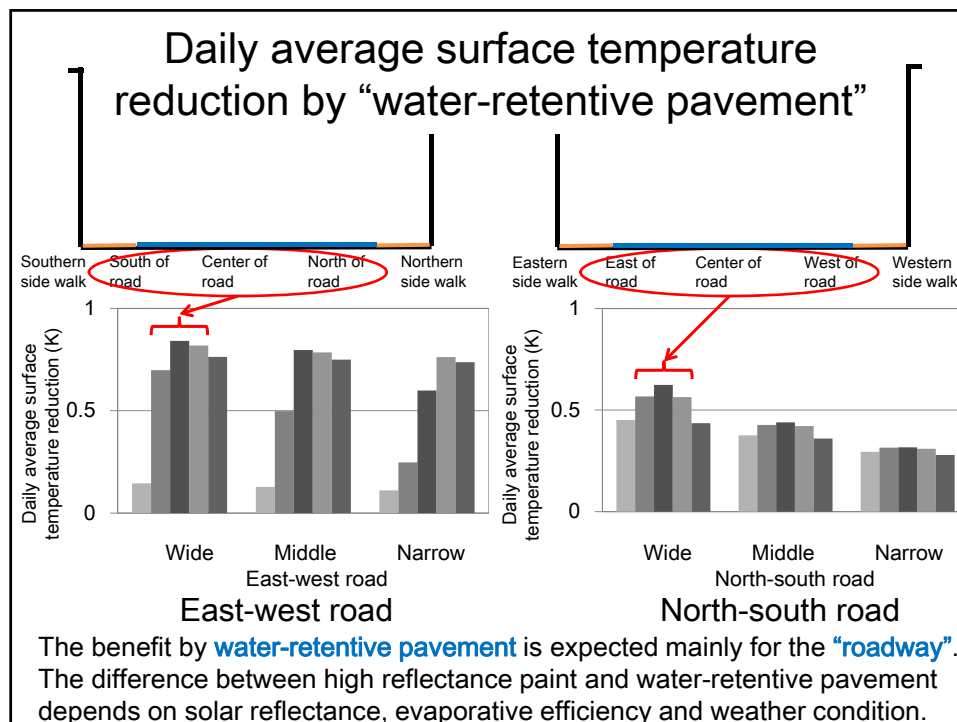 Daily average surface temperature
reduction by “water-retentive pavement”
Southern
side walk
South of
road
Center of
road
North of
road
Northern
side walk
Eastern
side walk
East of
road
Center of
road
West of
road
Western
side walk
Daily average surface
temperature reduction (K)
1
0.5
0
Wide
Middle
Narrow
East-west road
East-west road
Daily average surface
temperature reduction (K)
1
0.5
0
Wide
Middle
Narrow
North-south road
North-south road
The benefit by water-retentive pavement is expected mainly for the “roadway”.
The difference between high reflectance paint and water-retentive pavement
depends on solar reflectance, evaporative efficiency and weather condition.